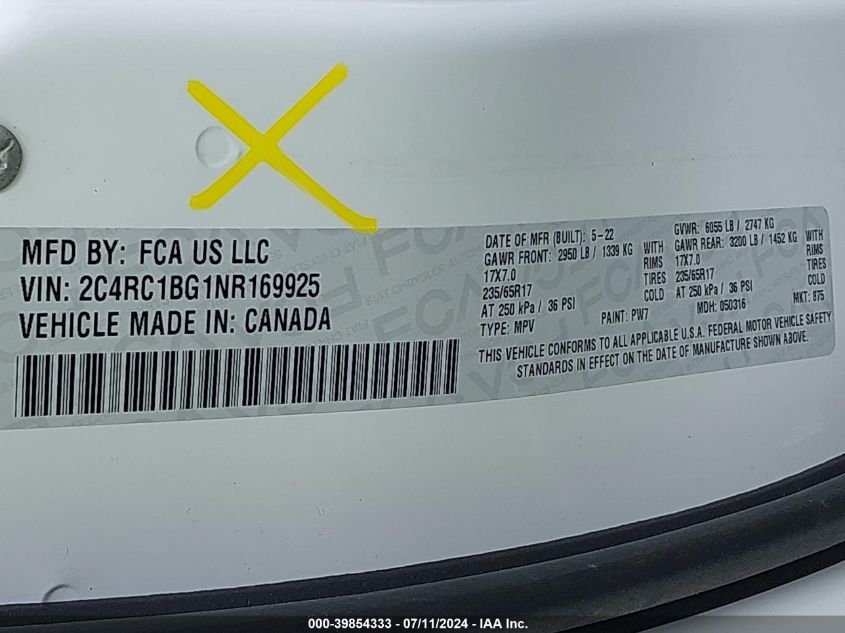 MFD BY: FCA US LLC
VIN: 2C4RC1BG1NR169925
VEHICLE MADE IN: CANADA
DATE OF MFR (BUILT): 5-22 GVWR: 6055 LB / 2747 KG
GAWR FRONT: 2950 LB / 1339 KG WITH GAWR REAR: 3200 LB / 1452 KG WITH
17X7.0 RIMS 17X7.0 RIMS
235/65R17 TIRES 235/65R17 TIRES
AT 250 kPa / 36 PSI COLD AT 250 kPa / 36 PSI COLD
TYPE: MPV PAINT: PW7 MDH: 050316 MKT: 875
THIS VEHICLE CONFORMS TO ALL APPLICABLE U.S.A. FEDERAL MOTOR VEHICLE SAFETY
STANDARDS IN EFFECT ON THE DATE OF MANUFACTURE SHOWN ABOVE.
000-39854333 - 07/11/2024 - IAA Inc.